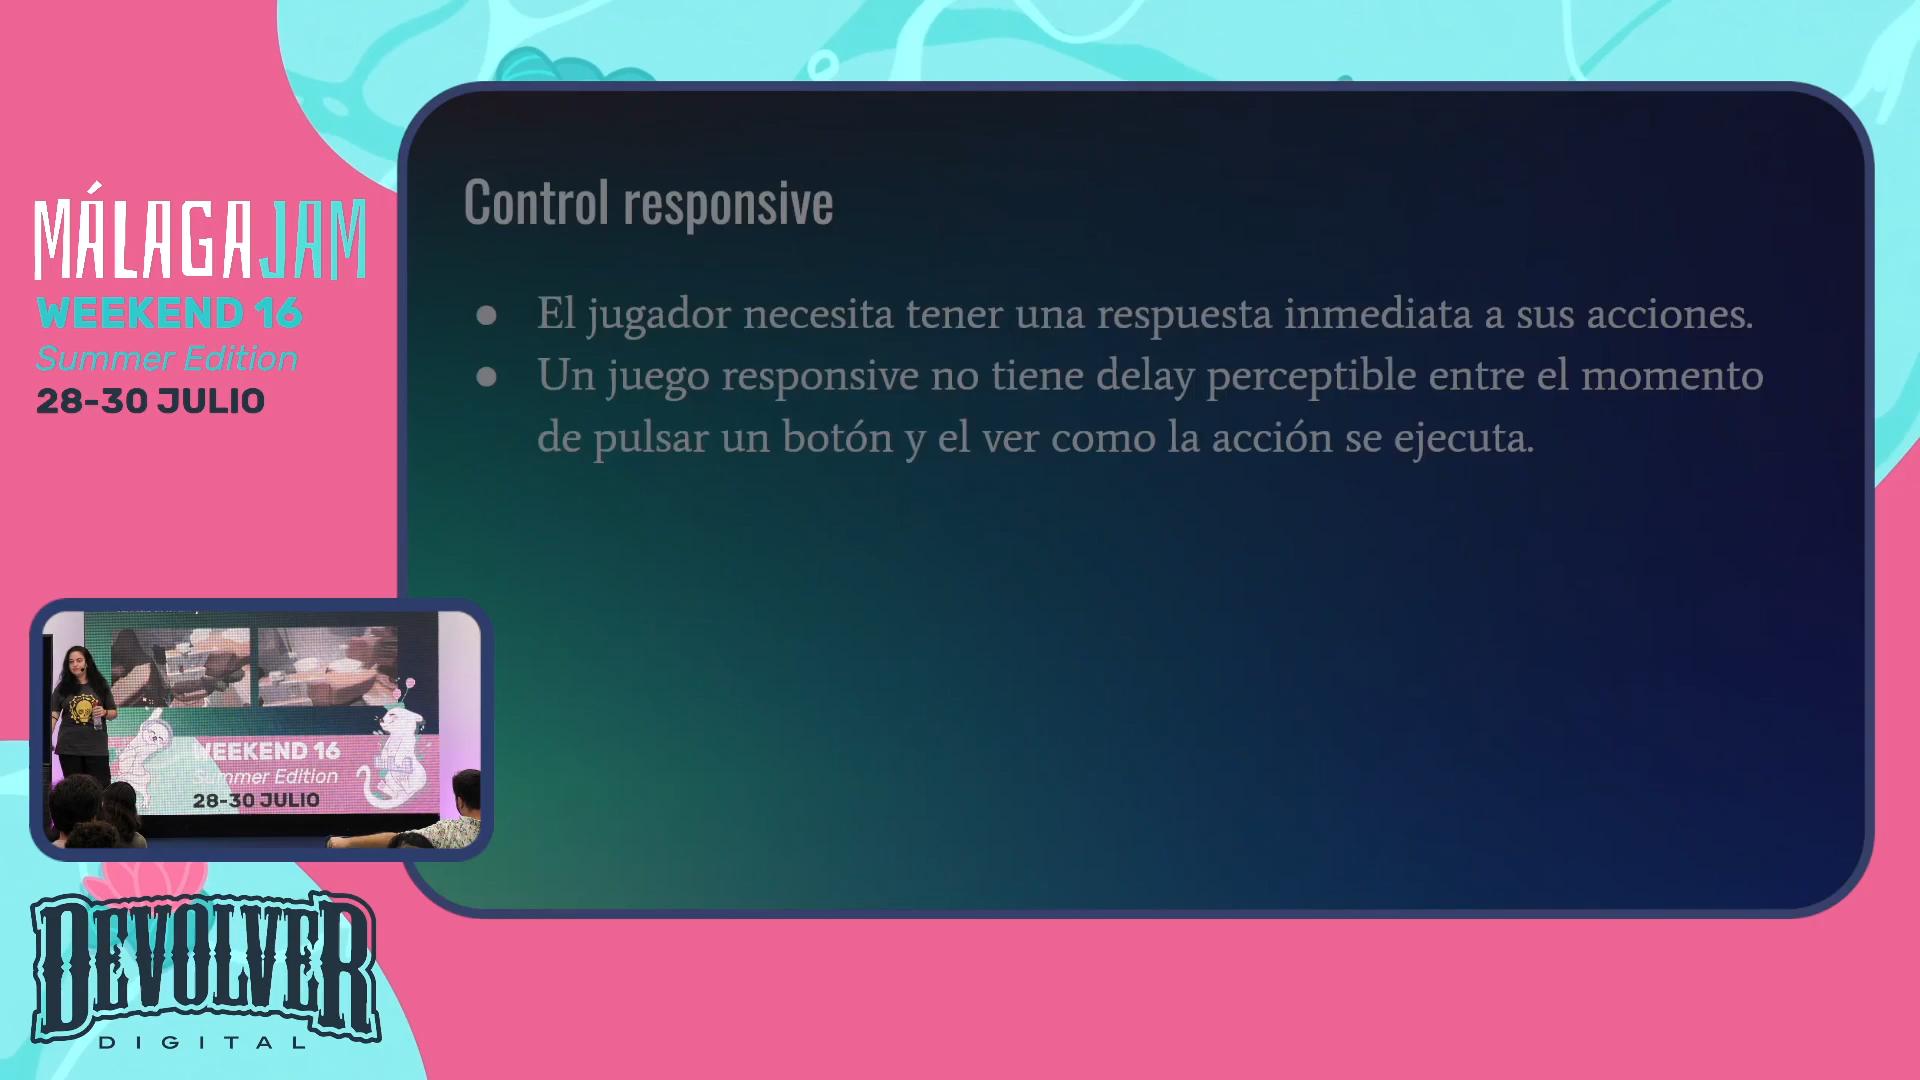 MÁLAGAJAM
WEEKEND 16
Summer Edition
28-30 JULIO
Control responsive
● El jugador necesita tener una respuesta inmediata a sus acciones.
● Un juego responsive no tiene delay perceptible entre el momento
de pulsar un botón y el ver como la acción se ejecuta.
WEEKEND 16
Summer Edition
28-30 JULIO
DEVOLVER
DIGITAL